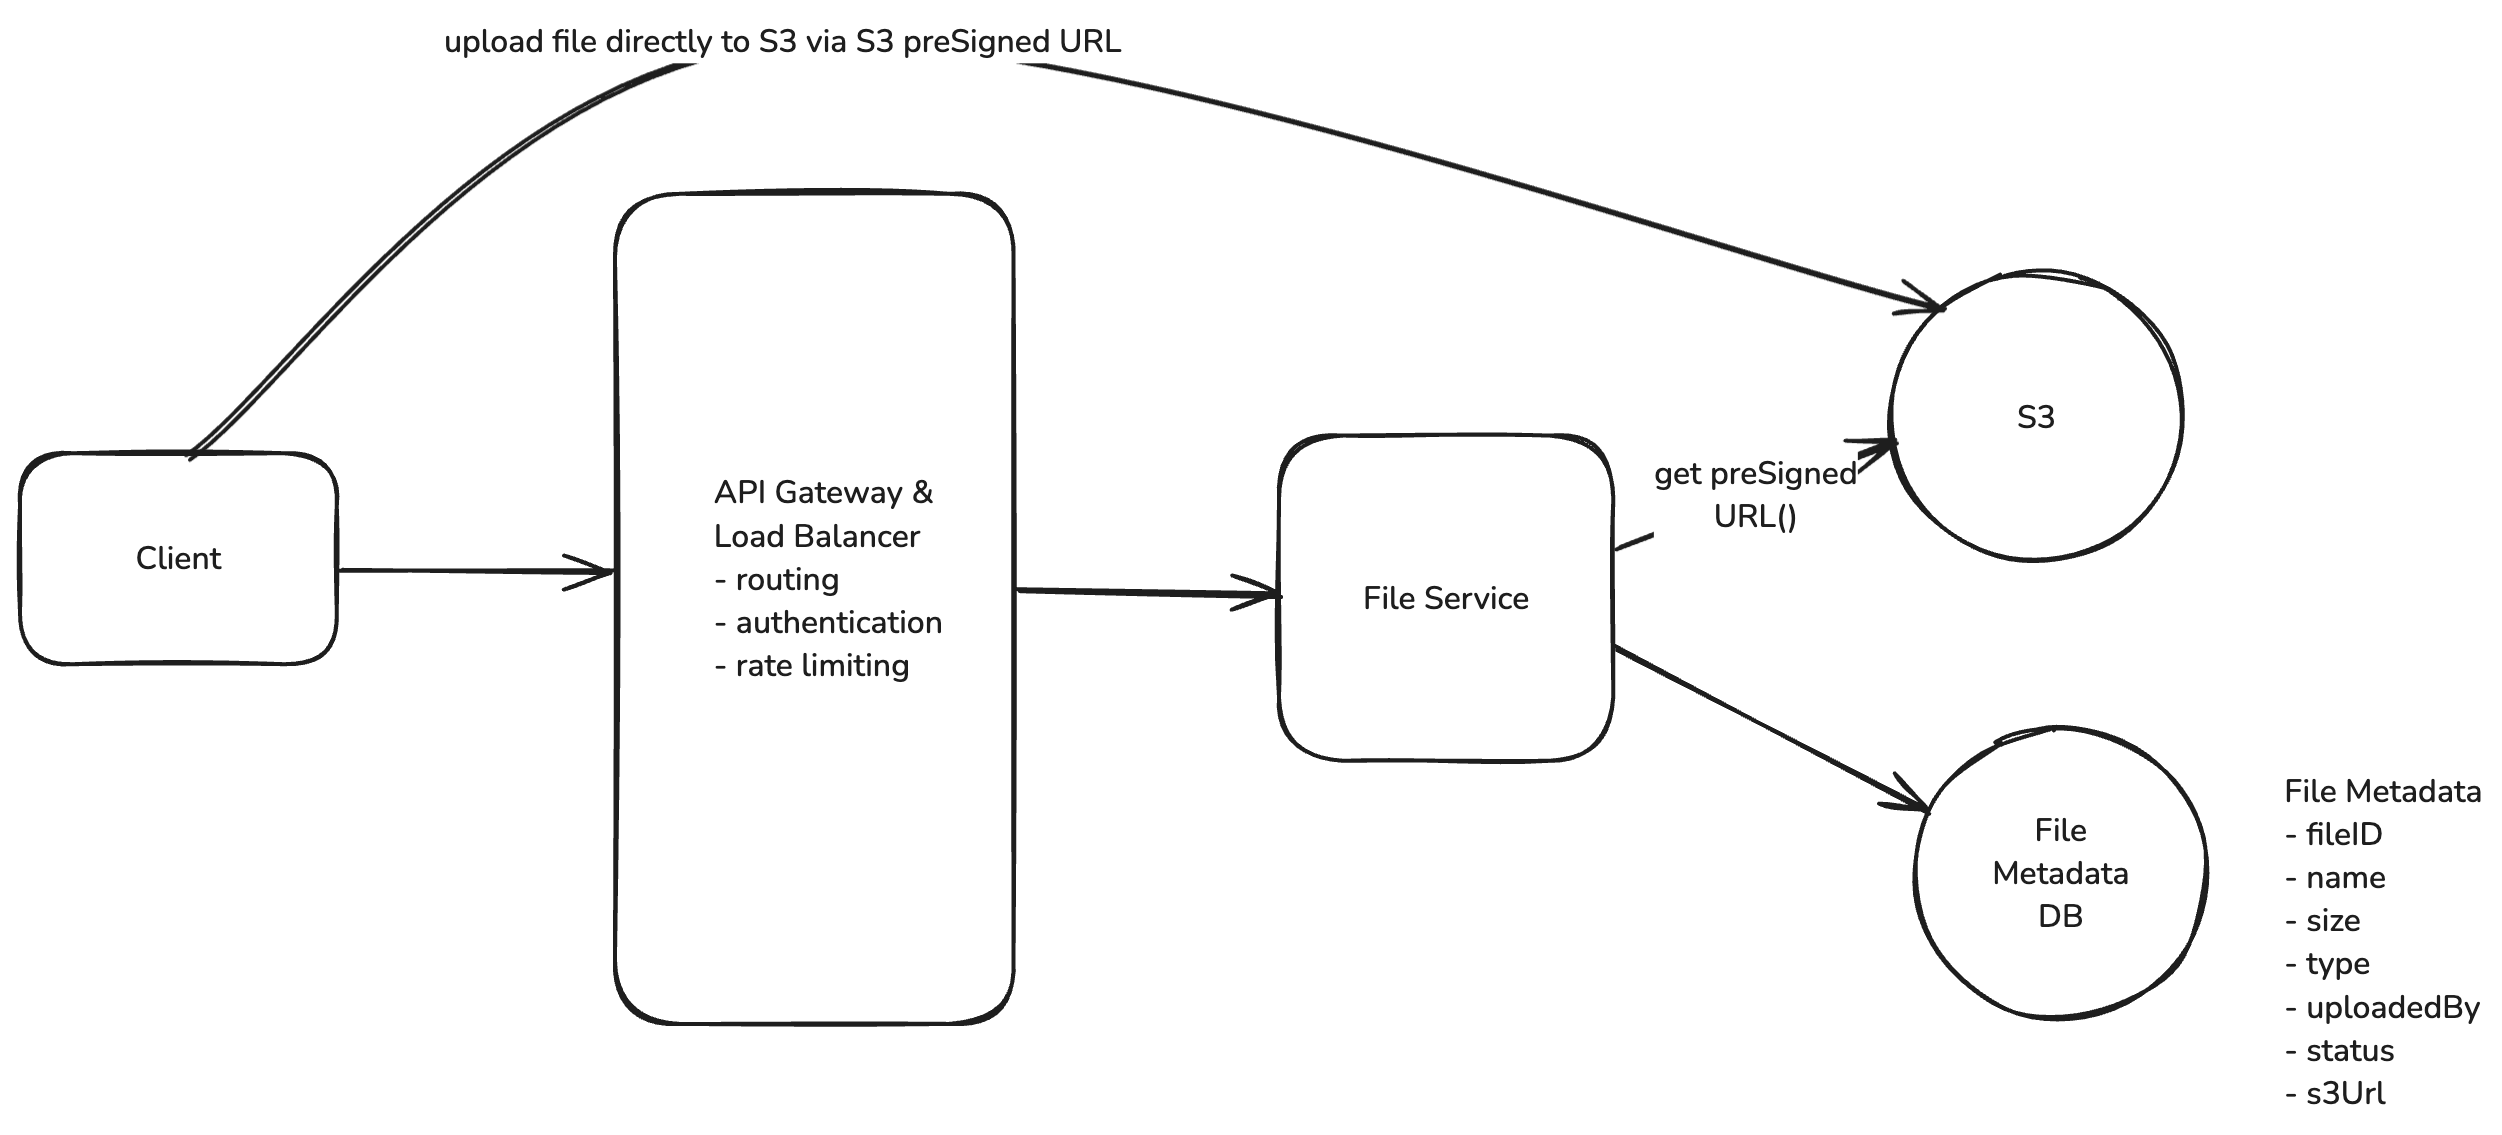 upload file directly to S3 via S3 preSigned URL
Client
API Gateway &
Load Balancer
- routing
- authentication
- rate limiting
File Service
get preSigned
URL()
S3
File
Metadata
DB
File Metadata
- fileID
- name
- size
- type
- uploadedBy
- status
- s3Url